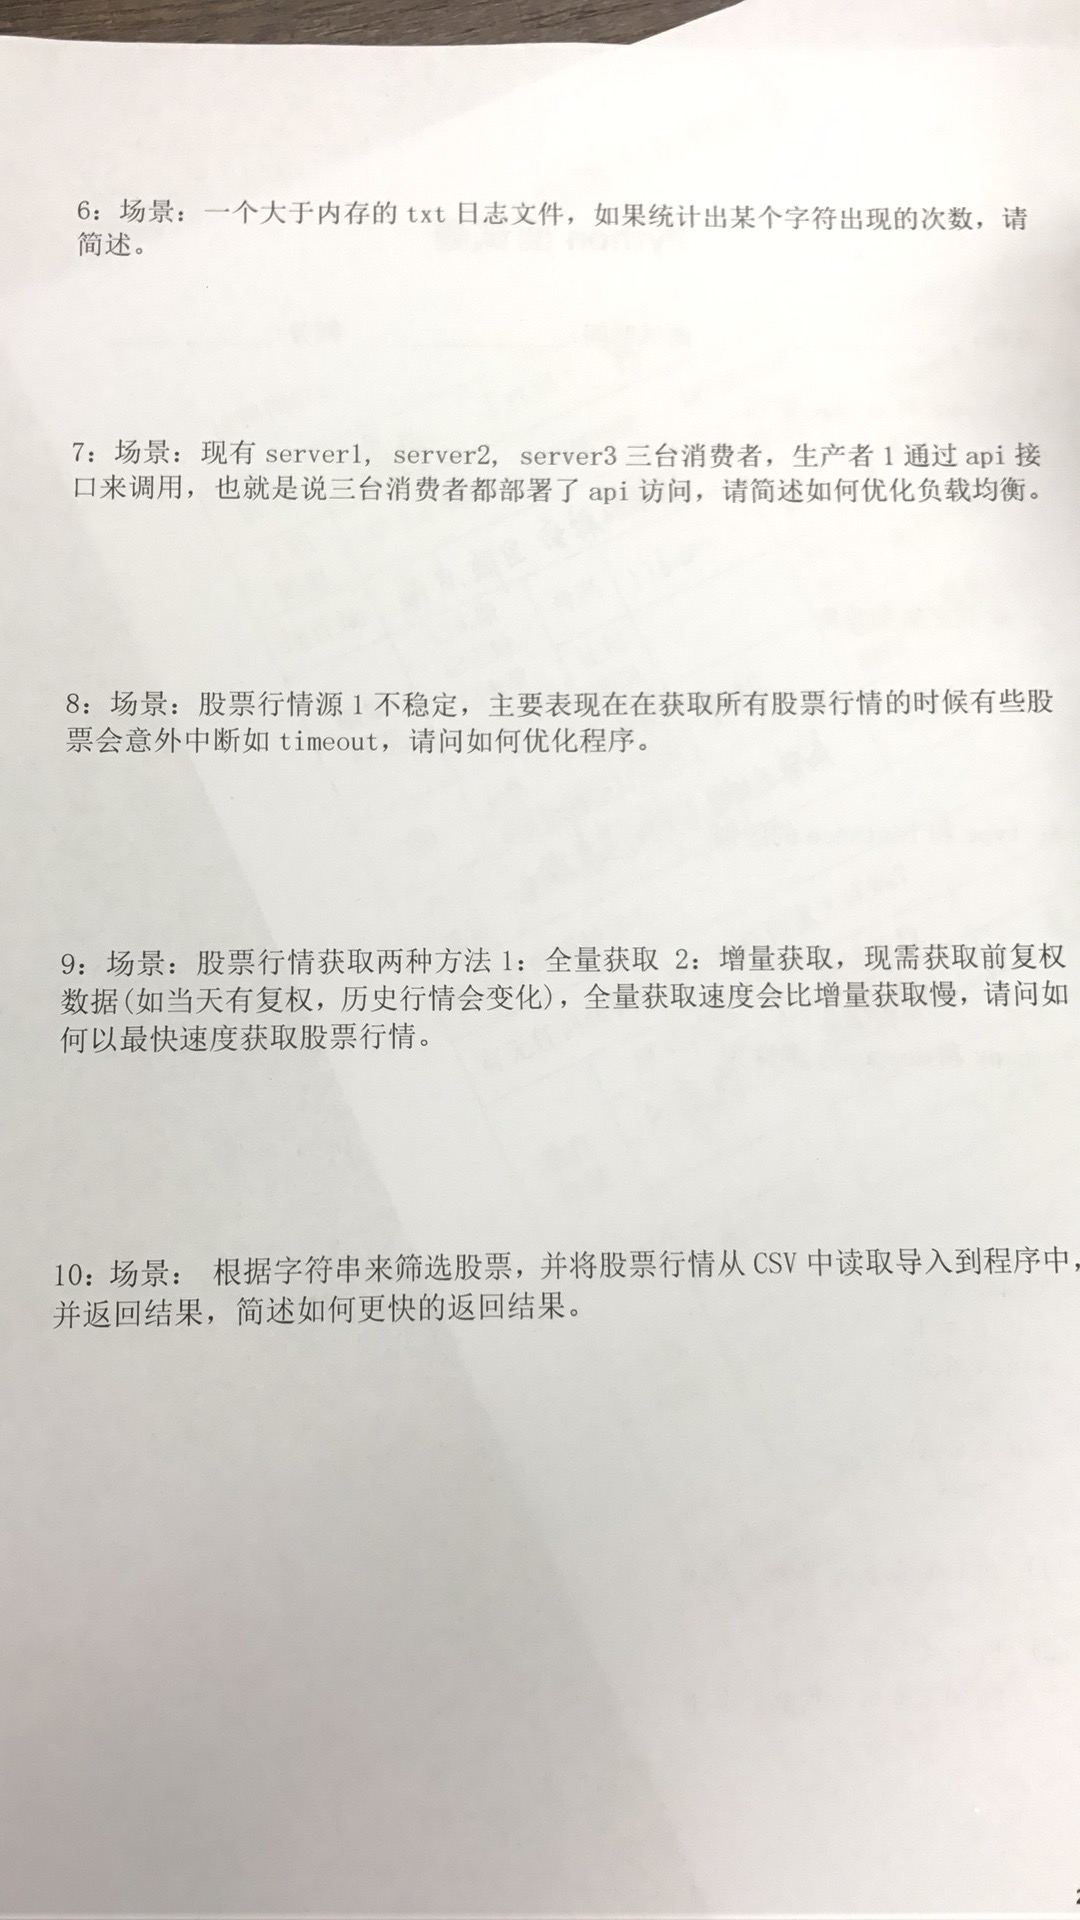 6：场景：一个大于内存的 txt 日志文件，如果统计出某个字符出现的次数，请
简述。
7：场景：现有 server1, server2, server3 三台消费者，生产者 1 通过 api 接
口来调用，也就是说三台消费者都部署了 api 访问，请简述如何优化负载均衡。
8：场景：股票行情源 1 不稳定，主要表现在在获取所有股票行情的时候有些股
票会意外中断如 timeout，请问如何优化程序。
9：场景：股票行情获取两种方法 1：全量获取 2：增量获取，现需获取前复权
数据(如当天有复权，历史行情会变化)，全量获取速度会比增量获取慢，请问如
何以最快速度获取股票行情。
10：场景： 根据字符串来筛选股票，并将股票行情从 CSV 中读取导入到程序中，
并返回结果，简述如何更快的返回结果。